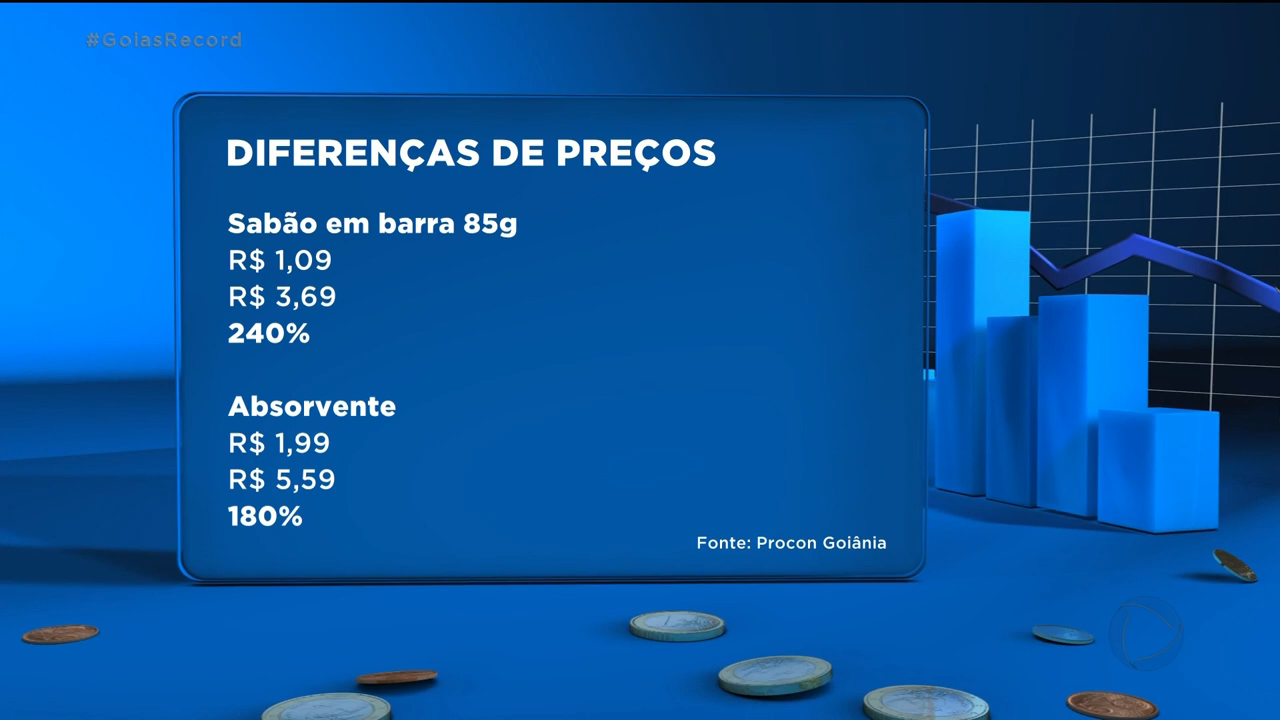 #GoiasRecord
DIFERENÇAS DE PREÇOS
Sabão em barra 85g
R$ 1,09
R$ 3,69
240%
Absorvente
R$ 1,99
R$ 5,59
180%
Fonte: Procon Goiânia